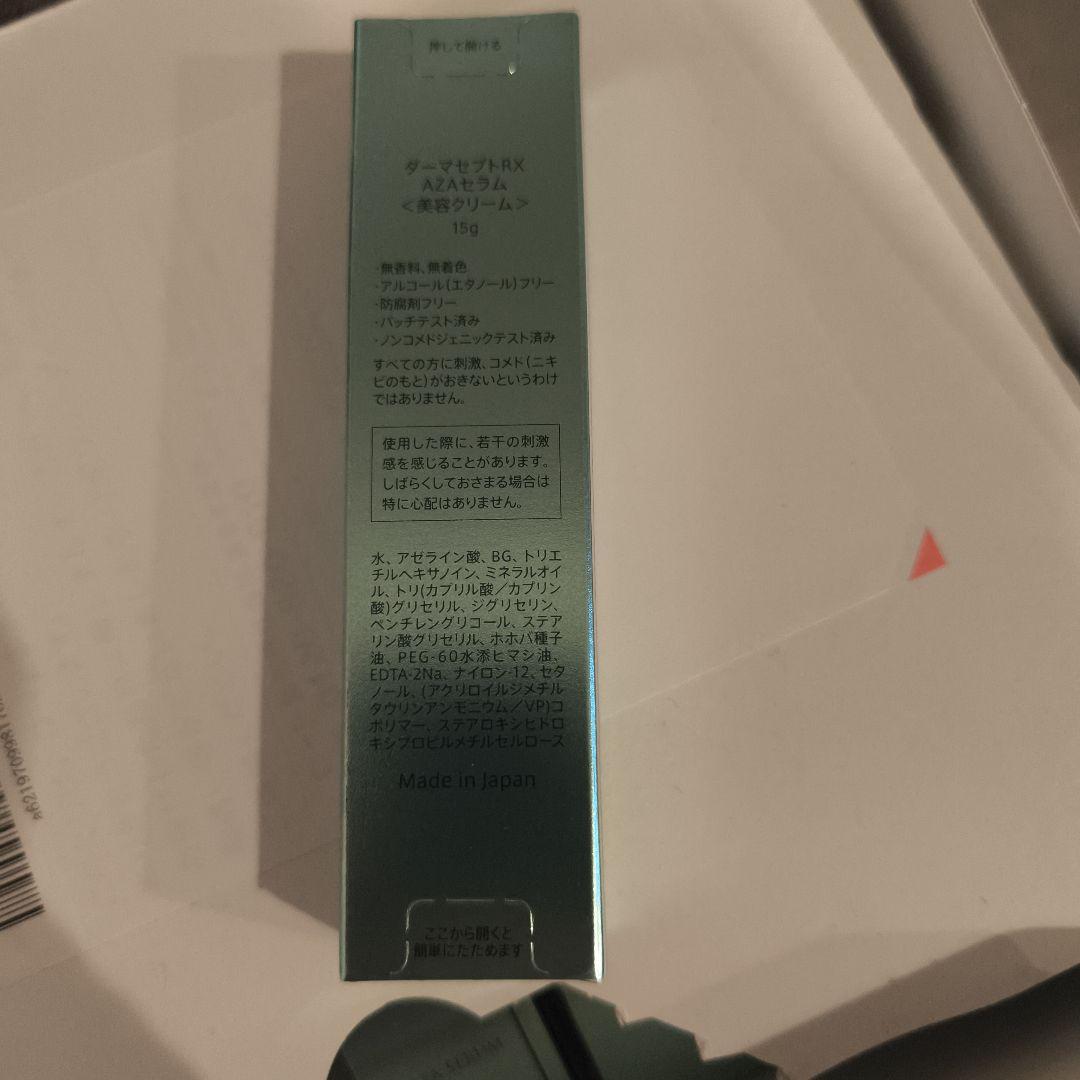 押して開ける
ダーマセプトRX
AZAセラム
＜美容クリーム＞
15g
・無香料、無着色
・アルコール(エタノール)フリー
・防腐剤フリー
・パッチテスト済み
・ノンコメドジェニックテスト済み
すべての方に刺激、コメド(ニキ
ビのもと)がおきないというわけ
ではありません。
使用した際に、若干の刺激
感を感じることがあります。
しばらくしておさまる場合は
特に心配はありません。
水、アゼライン酸、BG、トリエ
チルヘキサノイン、ミネラルオイ
ル、トリ(カプリル酸／カプリン
酸)グリセリル、ジグリセリン、
ペンチレングリコール、ステア
リン酸グリセリル、ホホバ種子
油、PEG-60水添ヒマシ油、
EDTA-2Na、ナイロン-12、セタ
ノール、(アクリロイルジメチル
タウリンアンモニウム／VP)コ
ポリマー、ステアロキシヒドロ
キシプロピルメチルセルロース
Made in Japan
ここから開くと
簡単にたためます